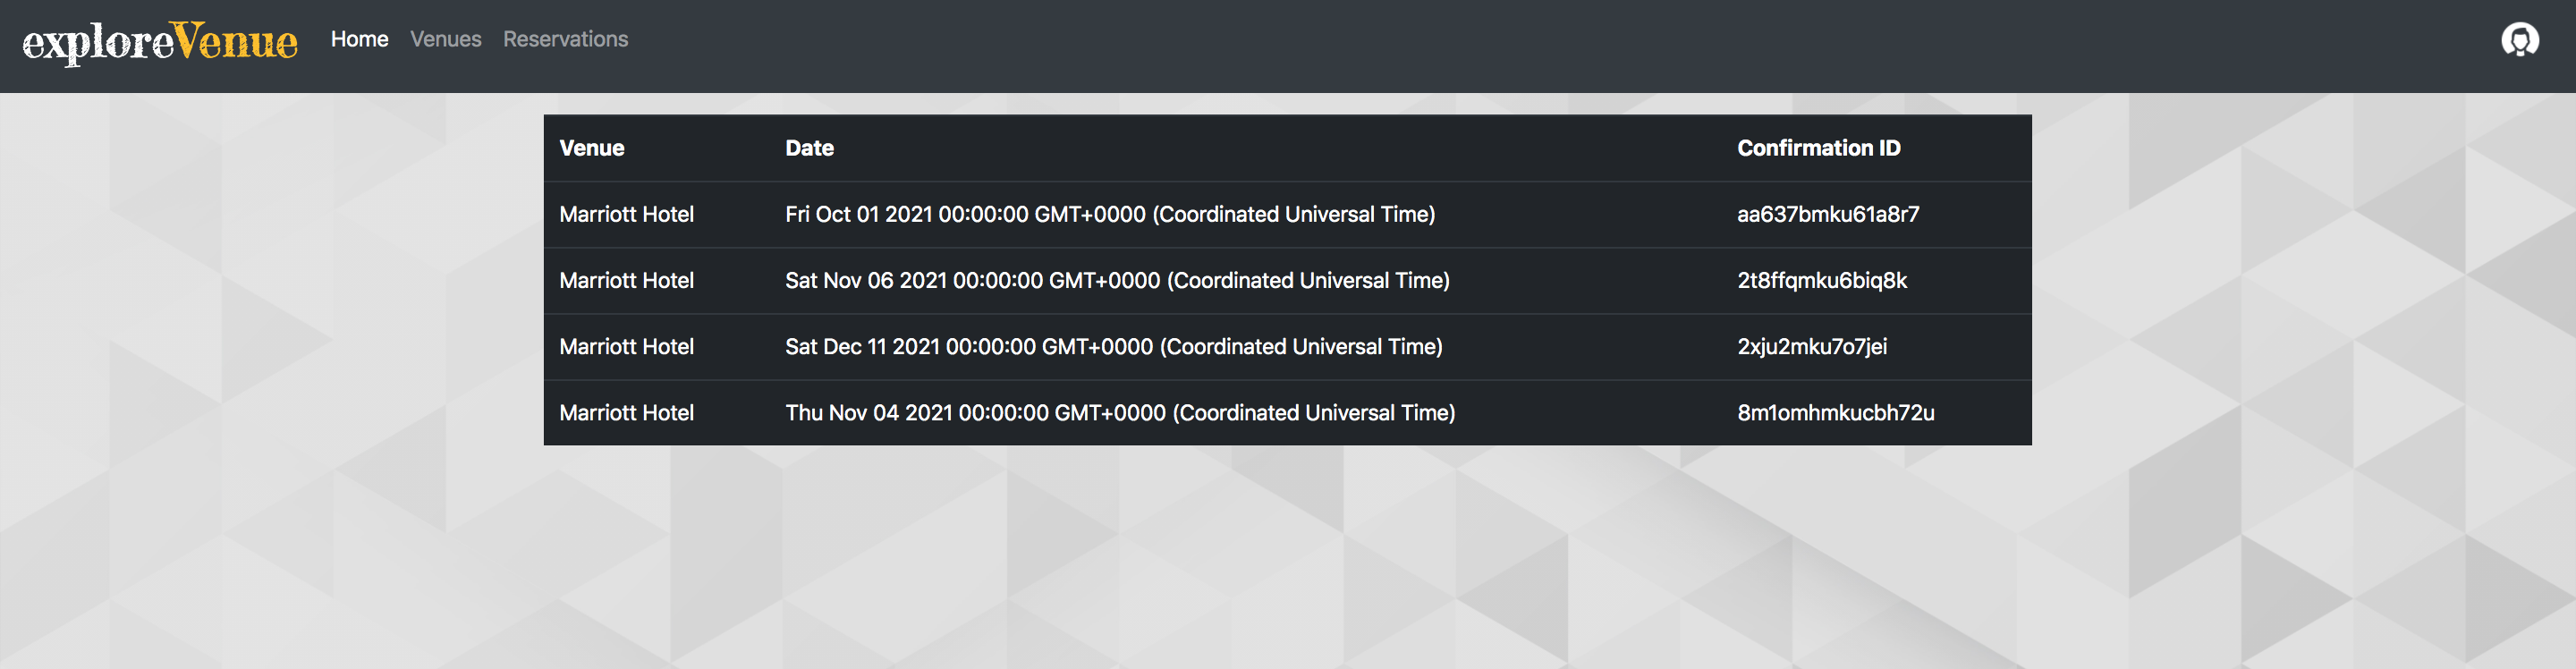 exploreVenue Home Venues Reservations
Venue Date Confirmation ID
Marriott Hotel Fri Oct 01 2021 00:00:00 GMT+0000 (Coordinated Universal Time) aa637bmku61a8r7
Marriott Hotel Sat Nov 06 2021 00:00:00 GMT+0000 (Coordinated Universal Time) 2t8ffqmku6biq8k
Marriott Hotel Sat Dec 11 2021 00:00:00 GMT+0000 (Coordinated Universal Time) 2xju2mku7o7jei
Marriott Hotel Thu Nov 04 2021 00:00:00 GMT+0000 (Coordinated Universal Time) 8m1omhmkucbh72u